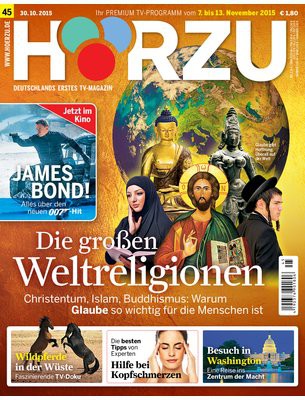 45
30.10.2015
Ihr PREMIUM TV-PROGRAMM vom 7. bis 13. November 2015
€ 1,80
WWW.HOERZU.DE
HÖRZU
DEUTSCHLANDS ERSTES TV-MAGAZIN
Jetzt im
Kino
JAMES
BOND!
Alles über den
neuen 007-Hit
Die großen
Weltreligionen
Christentum, Islam, Buddhismus: Warum
Glaube so wichtig für die Menschen ist
Wildpferde
in der Wüste
Faszinierende TV-Doku
Die besten
Tipps von
Experten
Hilfe bei
Kopfschmerzen
Besuch in
Washington
Eine Reise ins
Zentrum der Macht